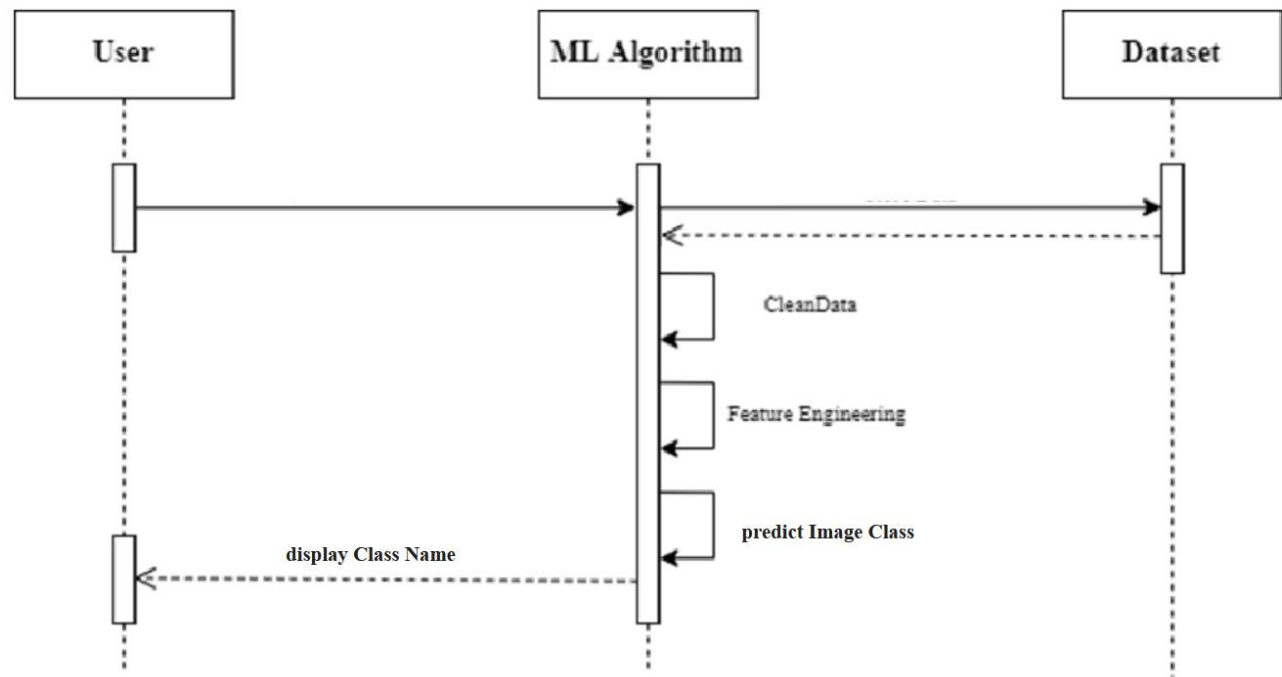 User
ML Algorithm
Dataset
CleanData
Feature Engineering
predict Image Class
display Class Name